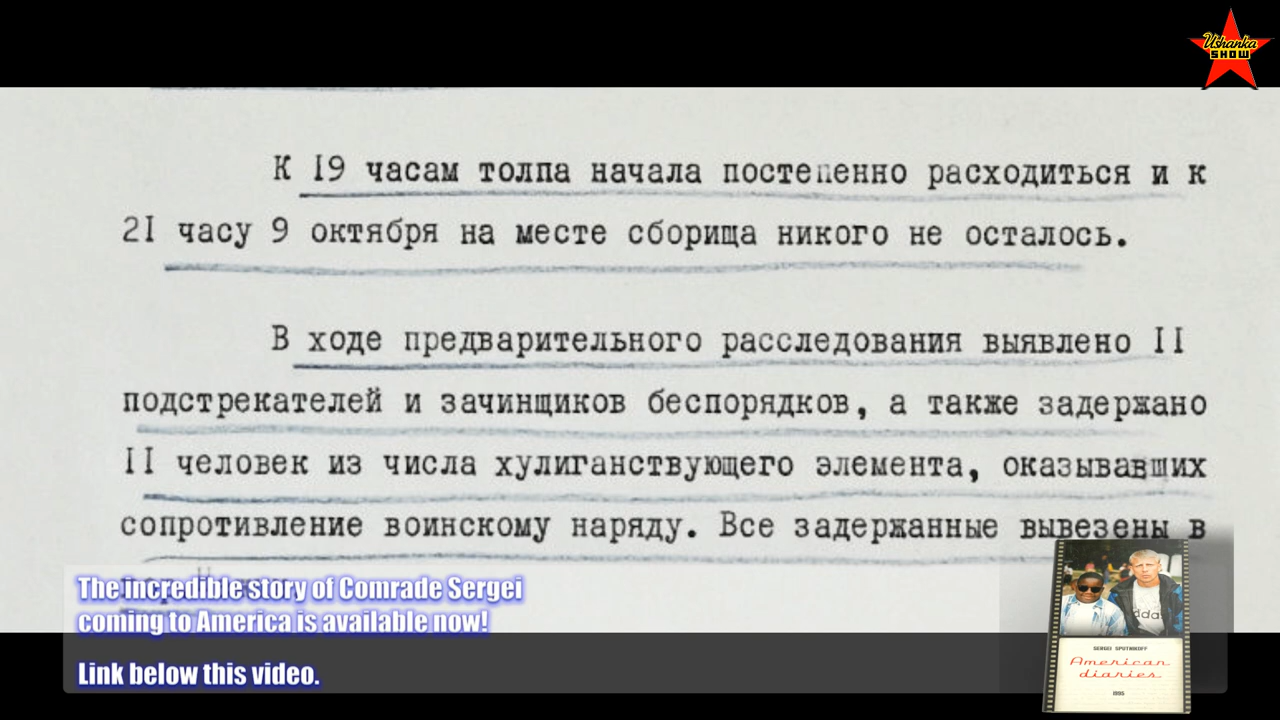 Ushanka
SHOW
К 19 часам толпа начала постепенно расходиться и к
21 часу 9 октября на месте сборища никого не осталось.
В ходе предварительного расследования выявлено II
подстрекателей и зачинщиков беспорядков, а также задержано
II человек из числа хулиганствующего элемента, оказывавших
сопротивление воинскому наряду. Все задержанные вывезены в
The incredible story of Comrade Sergei
coming to America is available now!
Link below this video.
SERGEI SPUTNIKOFF
American
diaries
1995